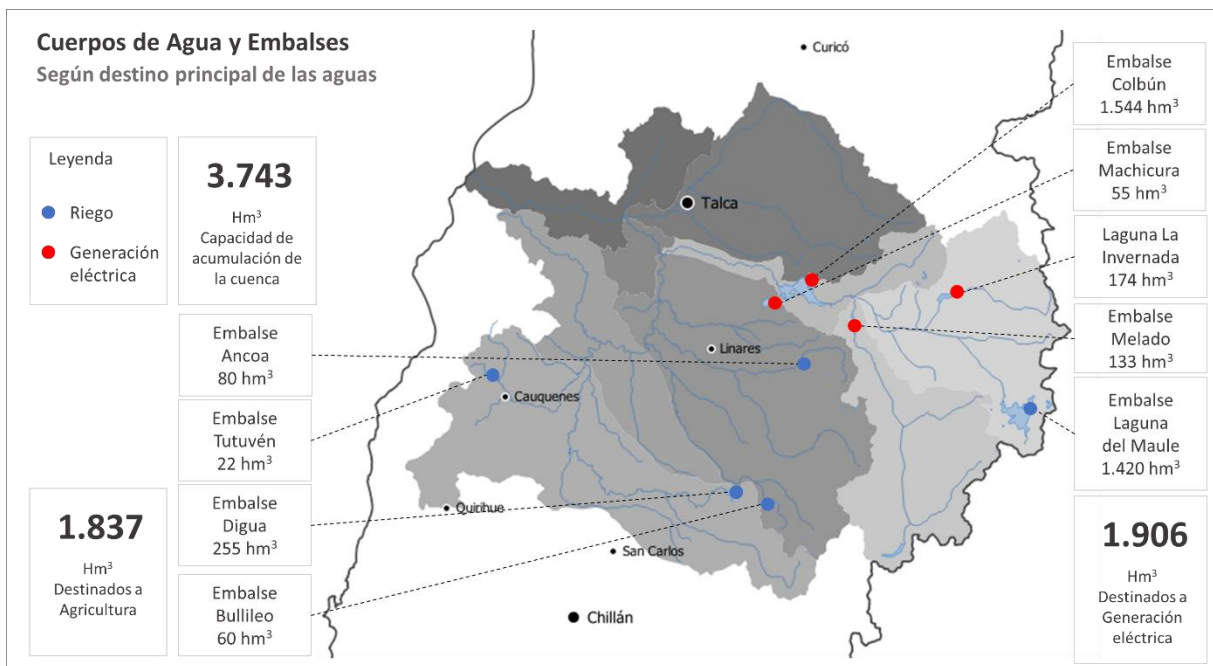 Cuerpos de Agua y Embalses
Según destino principal de las aguas
Leyenda
Riego
Generación
eléctrica
3.743
Hm³
Capacidad de
acumulación de
la cuenca
Embalse
Ancoa
80 hm³
Embalse
Tutuvén
22 hm³
Embalse
Digua
255 hm³
Embalse
Bullileo
60 hm³
1.837
Hm³
Destinados a
Agricultura
Curicó
Talca
Linares
Cauquenes
Quirihue
San Carlos
Chillán
Embalse
Colbún
1.544 hm³
Embalse
Machicura
55 hm³
Laguna La
Invernada
174 hm³
Embalse
Melado
133 hm³
Embalse
Laguna
del Maule
1.420 hm³
1.906
Hm³
Destinados a
Generación
eléctrica